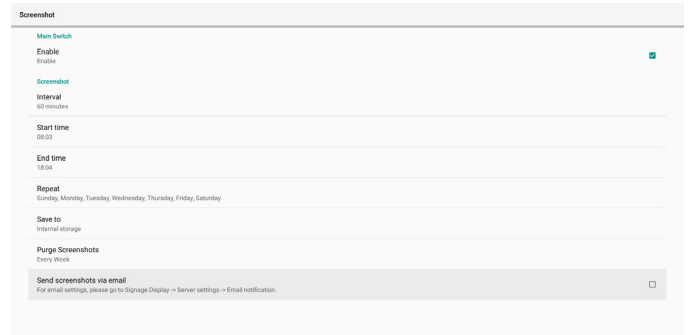 Screenshot
Main Switch
Enable
Enable
Screenshot
Interval
60 minutes
Start time
08:03
End time
18:04
Repeat
Sunday, Monday, Tuesday, Wednesday, Thursday, Friday, Saturday
Save to
Internal storage
Purge Screenshots
Every Week
Send screenshots via email
For email settings, please go to Signage Display -> Server settings -> Email notification.